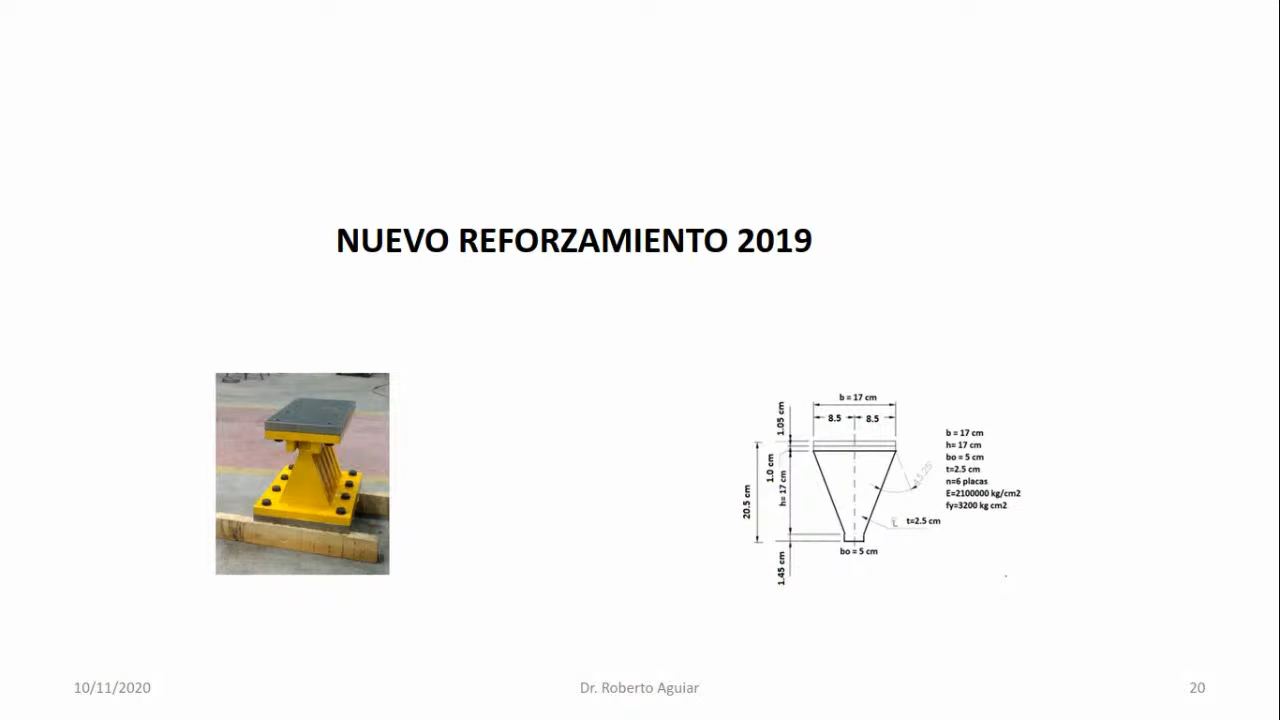 NUEVO REFORZAMIENTO 2019
b = 17 cm
8.5 8.5
1.05 cm
1.0 cm
h= 17 cm
20.5 cm
1.45 cm
t=2.5 cm
bo = 5 cm
b = 17 cm
h= 17 cm
bo = 5 cm
t=2.5 cm
n=6 placas
E=2100000 kg/cm2
fy=3200 kg cm2
10/11/2020
Dr. Roberto Aguiar
20